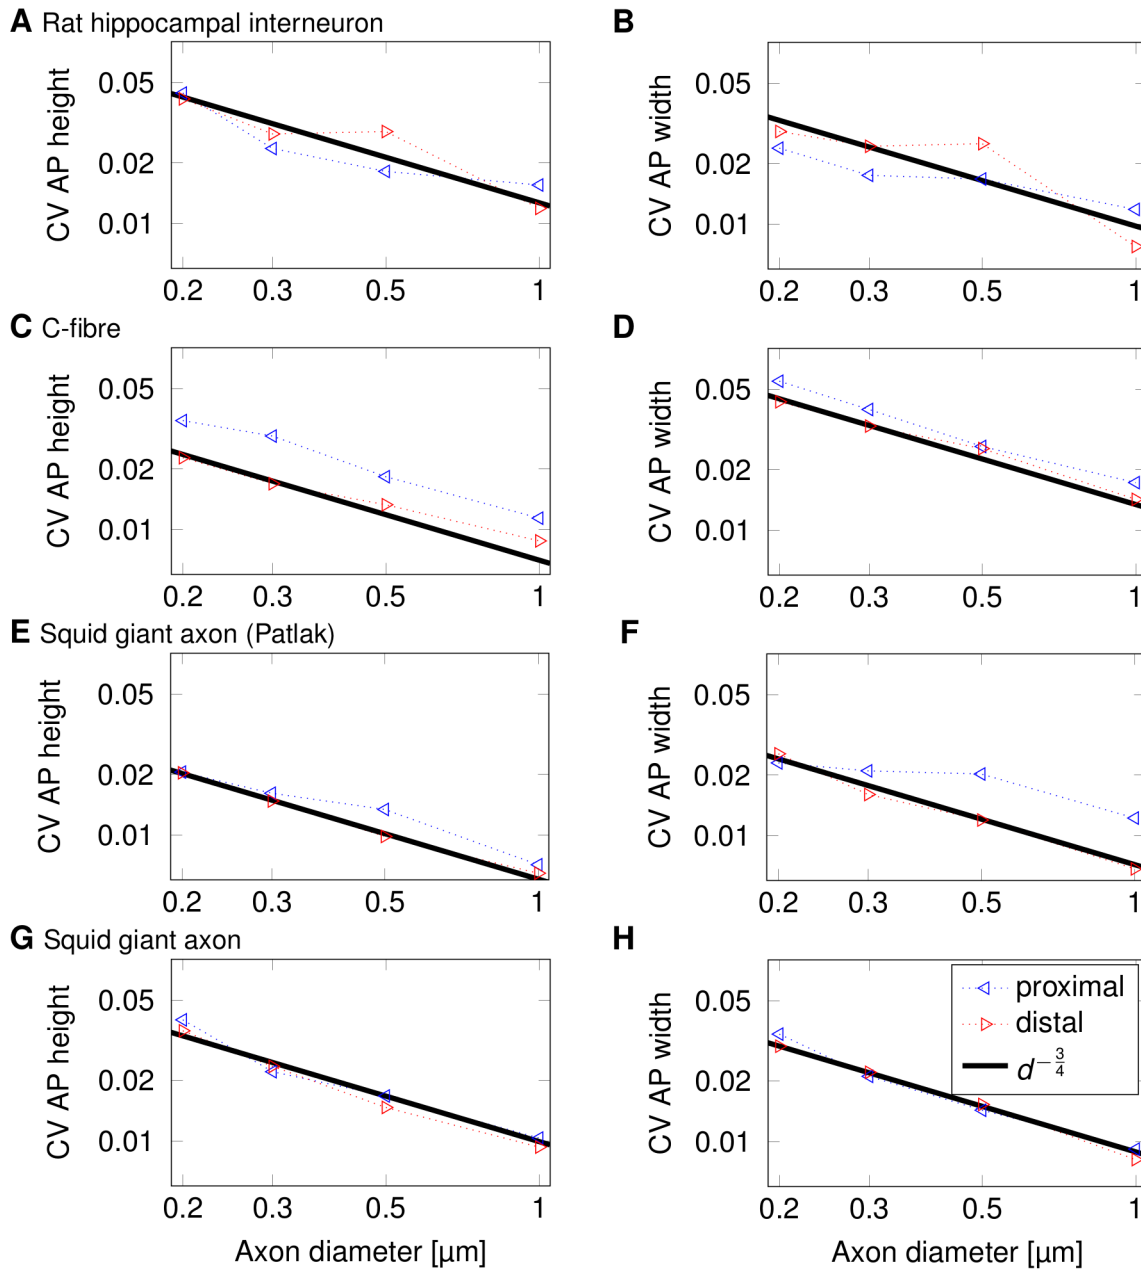 A Rat hippocampal interneuron
B
CV AP height
0.05
0.02
0.01
0.2 0.3 0.5 1
CV AP width
0.05
0.02
0.01
0.2 0.3 0.5 1
C C-fibre
D
CV AP height
0.05
0.02
0.01
0.2 0.3 0.5 1
CV AP width
0.05
0.02
0.01
0.2 0.3 0.5 1
E Squid giant axon (Patlak)
F
CV AP height
0.05
0.02
0.01
0.2 0.3 0.5 1
CV AP width
0.05
0.02
0.01
0.2 0.3 0.5 1
G Squid giant axon
H
CV AP height
0.05
0.02
0.01
0.2 0.3 0.5 1
Axon diameter [µm]
CV AP width
0.05
0.02
0.01
proximal
distal
d^{-\frac{3}{4}}
0.2 0.3 0.5 1
Axon diameter [µm]